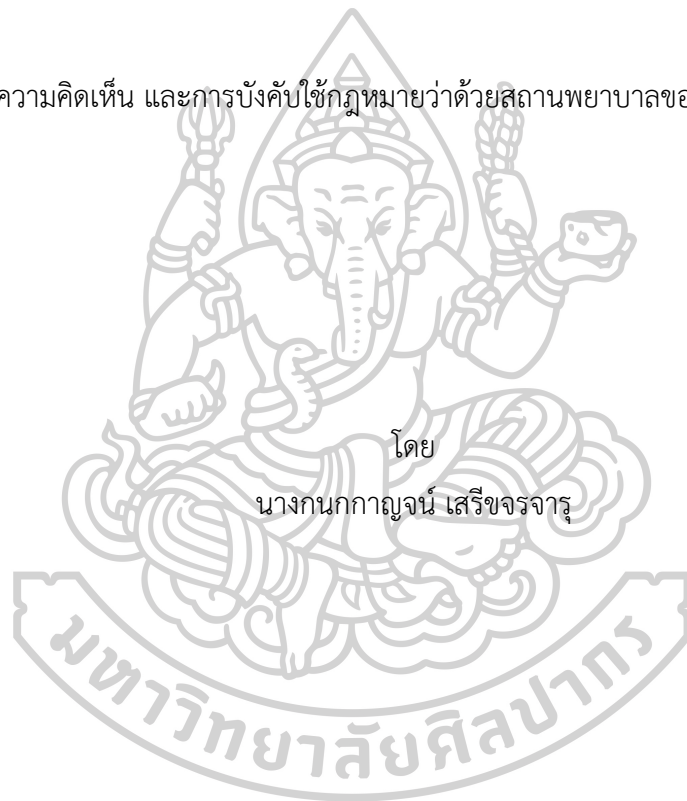 ความคิดเห็น และการบังคับใช้กฎหมายว่าด้วยสถานพยาบาลขอ
โดย
นางกนกกาญจน์ เสรีขจรจารุ
มหาวิทยาลัยศิลปากร